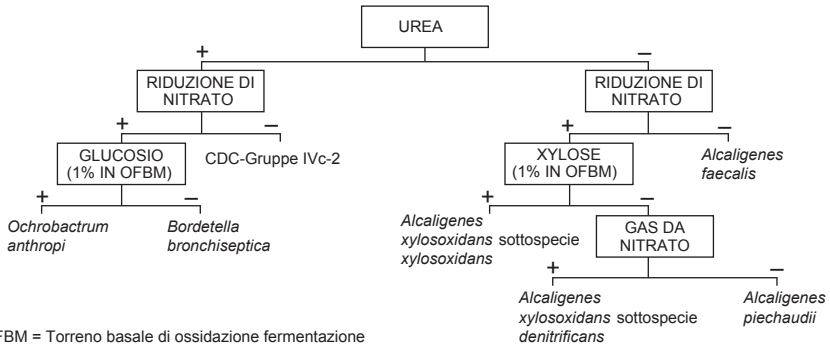 UREA
+
−
RIDUZIONE DI
NITRATO
RIDUZIONE DI
NITRATO
+
−
+
−
GLUCOSIO
(1% IN OFBM)
CDC-Gruppe IVc-2
XYLOSE
(1% IN OFBM)
Alcaligenes
faecalis
+
−
+
−
Ochrobactrum
anthropi
Bordetella
bronchiseptica
Alcaligenes
xylosoxidans sottospecie
xylosoxidans
GAS DA
NITRATO
+
−
Alcaligenes
xylosoxidans sottospecie
denitrificans
Alcaligenes
piechaudii
FBM = Torreno basale di ossidazione fermentazione